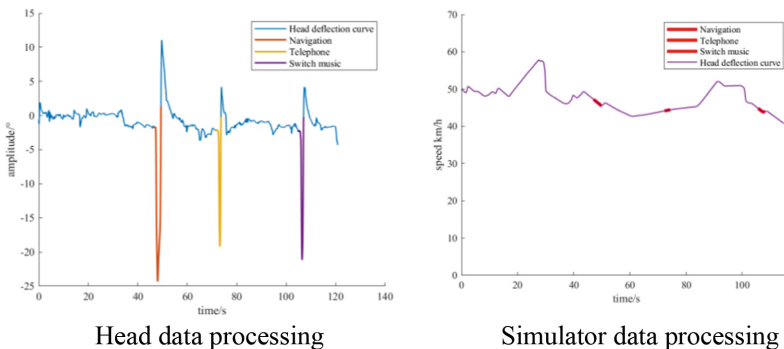 15
10
5
0
-5
-10
-15
-20
-25
amplitude/°
0 20 40 60 80 100 120 140
time/s
Head deflection curve
Navigation
Telephone
Switch music
Head data processing
70
60
50
40
30
20
10
0
speed km/h
0 20 40 60 80 100
time/s
Navigation
Telephone
Switch music
Head deflection curve
Simulator data processing